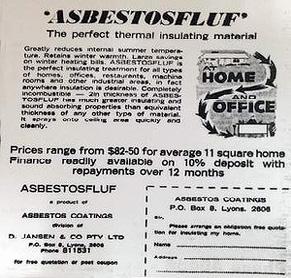 'ASBESTOSFLUF'
The perfect thermal insulating material
Greatly reduces internal summer tempera-
ture. Retains winter warmth. Large savings
on winter heating bills. ASBESTOSFLUF is
the perfect insulating treatment for all types
of homes, offices, restaurants, machine
rooms and other industrial areas, in fact
anywhere insulation is desirable. Completely
incombustible — 2in thickness of ASBES-
TOSFLUF has much greater insulating and
sound absorbing properties than equivalent
thickness of any other type of material.
It sprays onto ceiling area quickly and
cleanly.
HOME
AND
OFFICE
Prices range from $82-50 for average 11 square home
Finance readily available on 10% deposit with
repayments over 12 months
ASBESTOSFLUF
a product of
ASBESTOS COATINGS
division of
D. JANSEN & CO PTY LTD
P.O. Box 9, Lyons, 2606
Phone 811531
for free quotation or post coupon
ASBESTOS COATINGS
P.O. Box 9, Lyons. 2606
Sir,
Please arrange an obligation free quota-
tion for insulating my home.
Name
Address